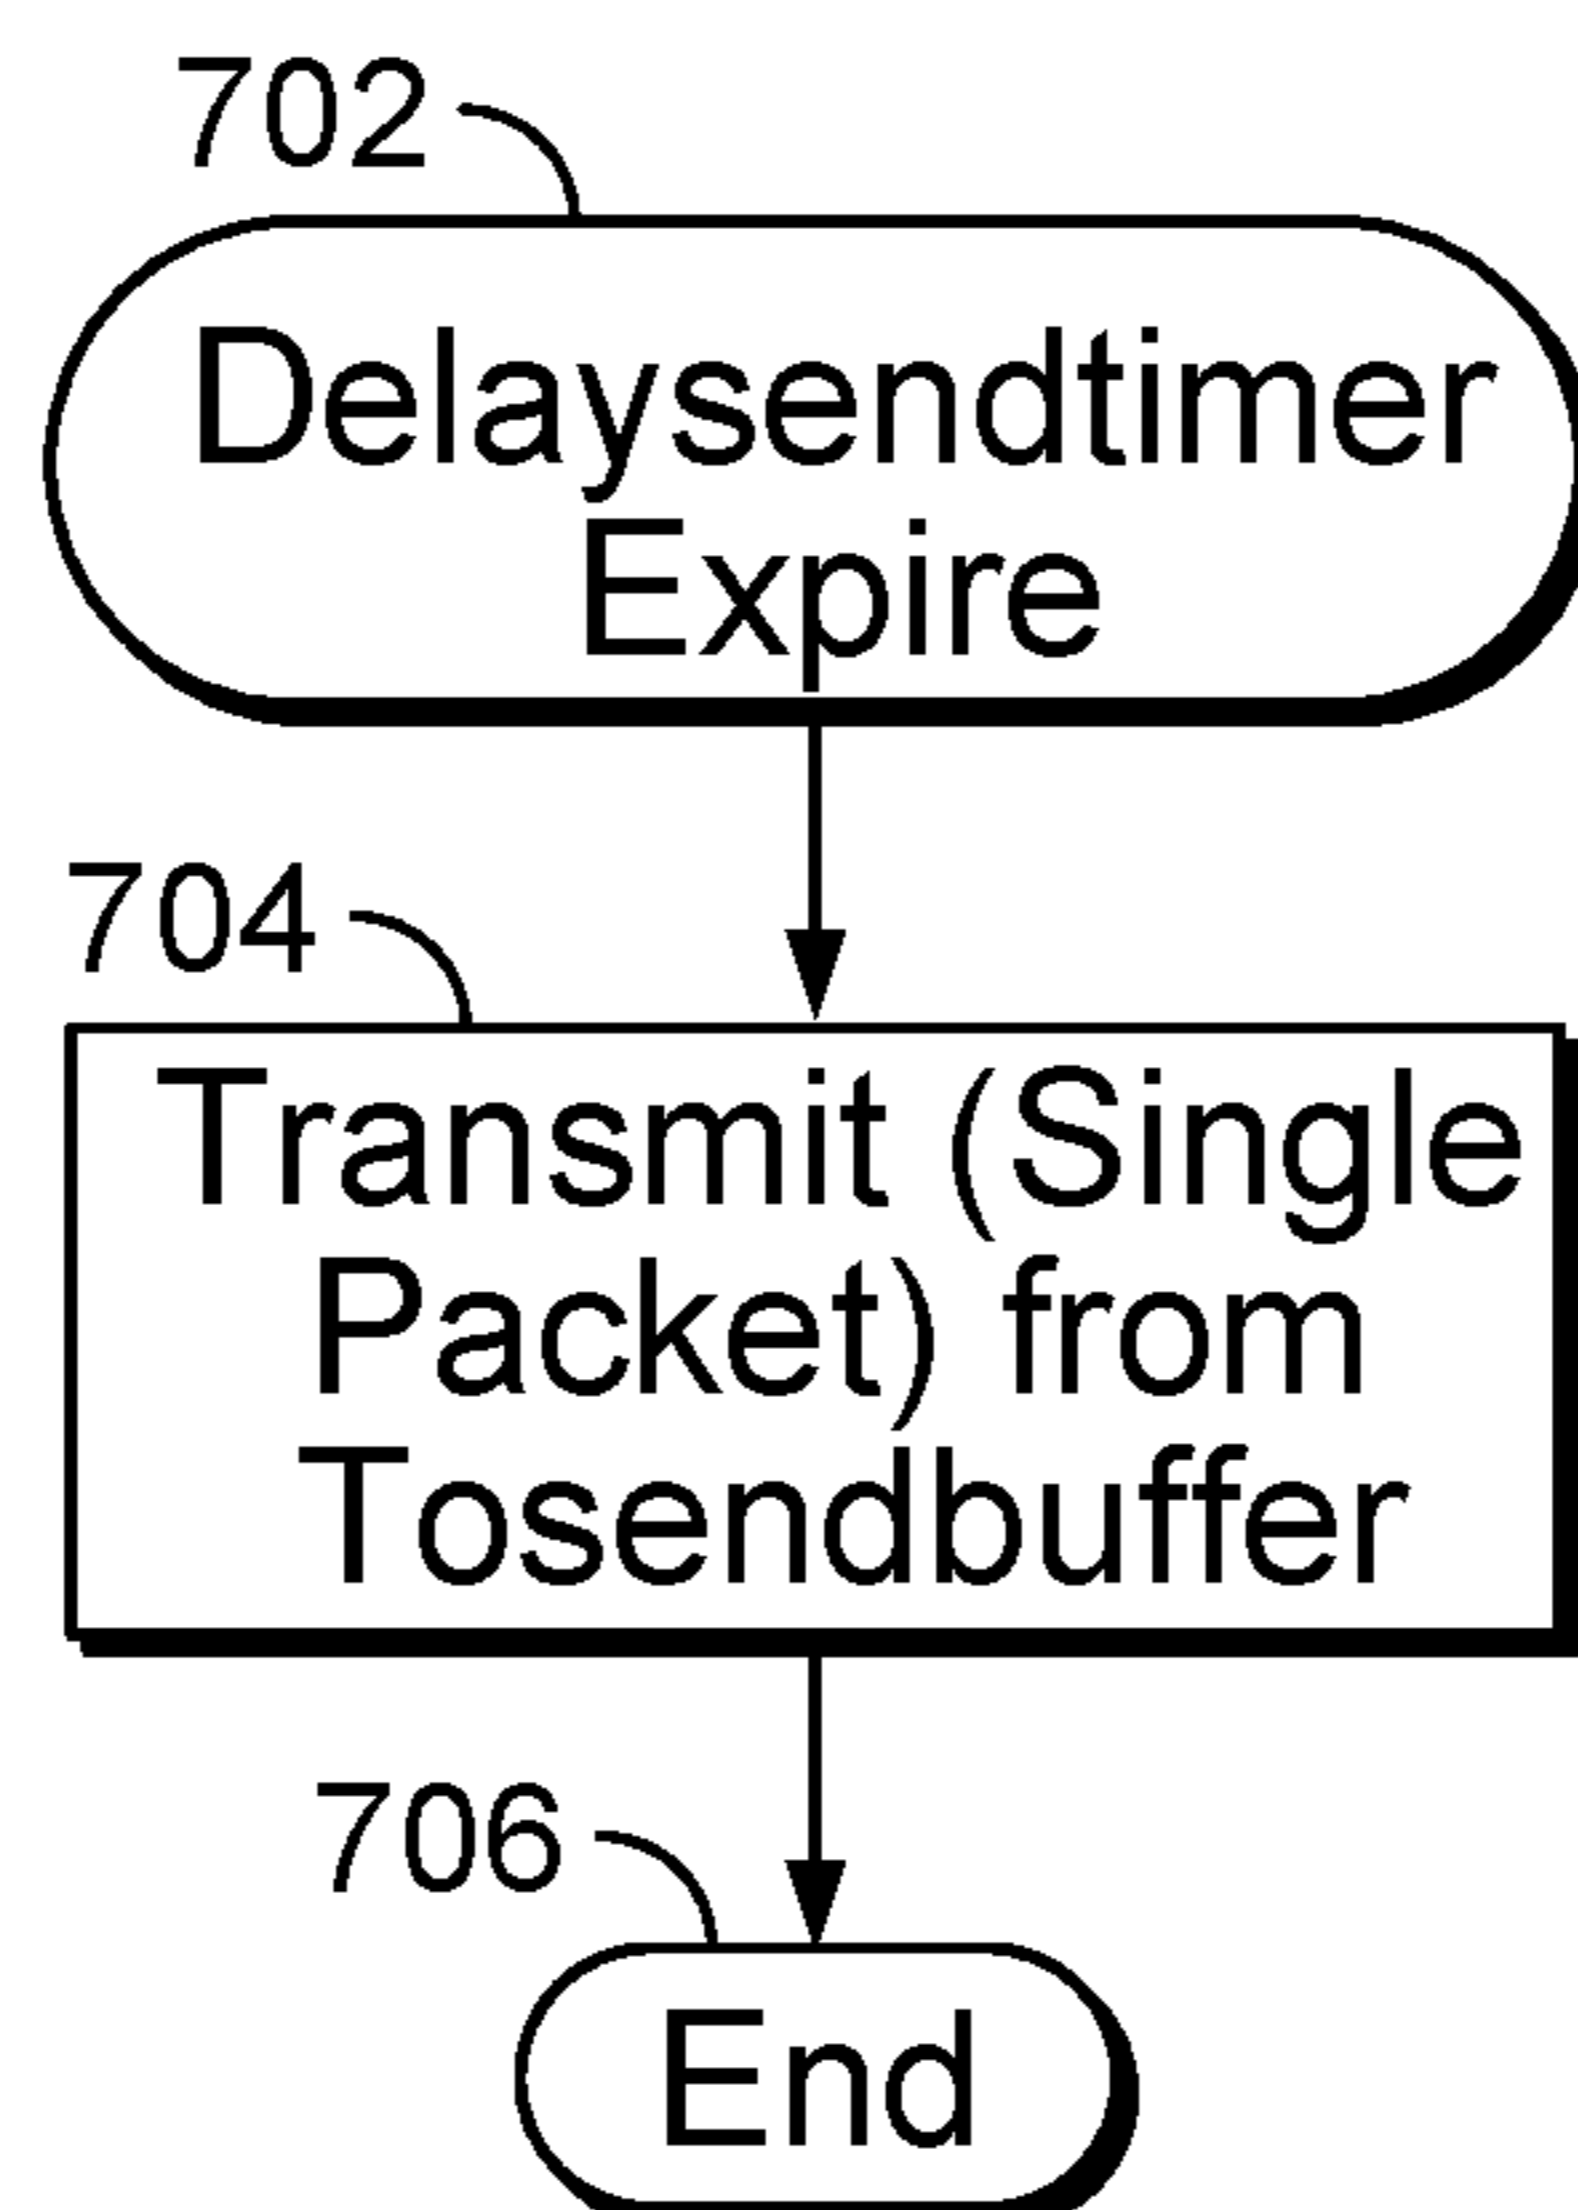 702
Delaysendtimer
Expire
704
Transmit (Single
Packet) from
Tosendbuffer
706
End